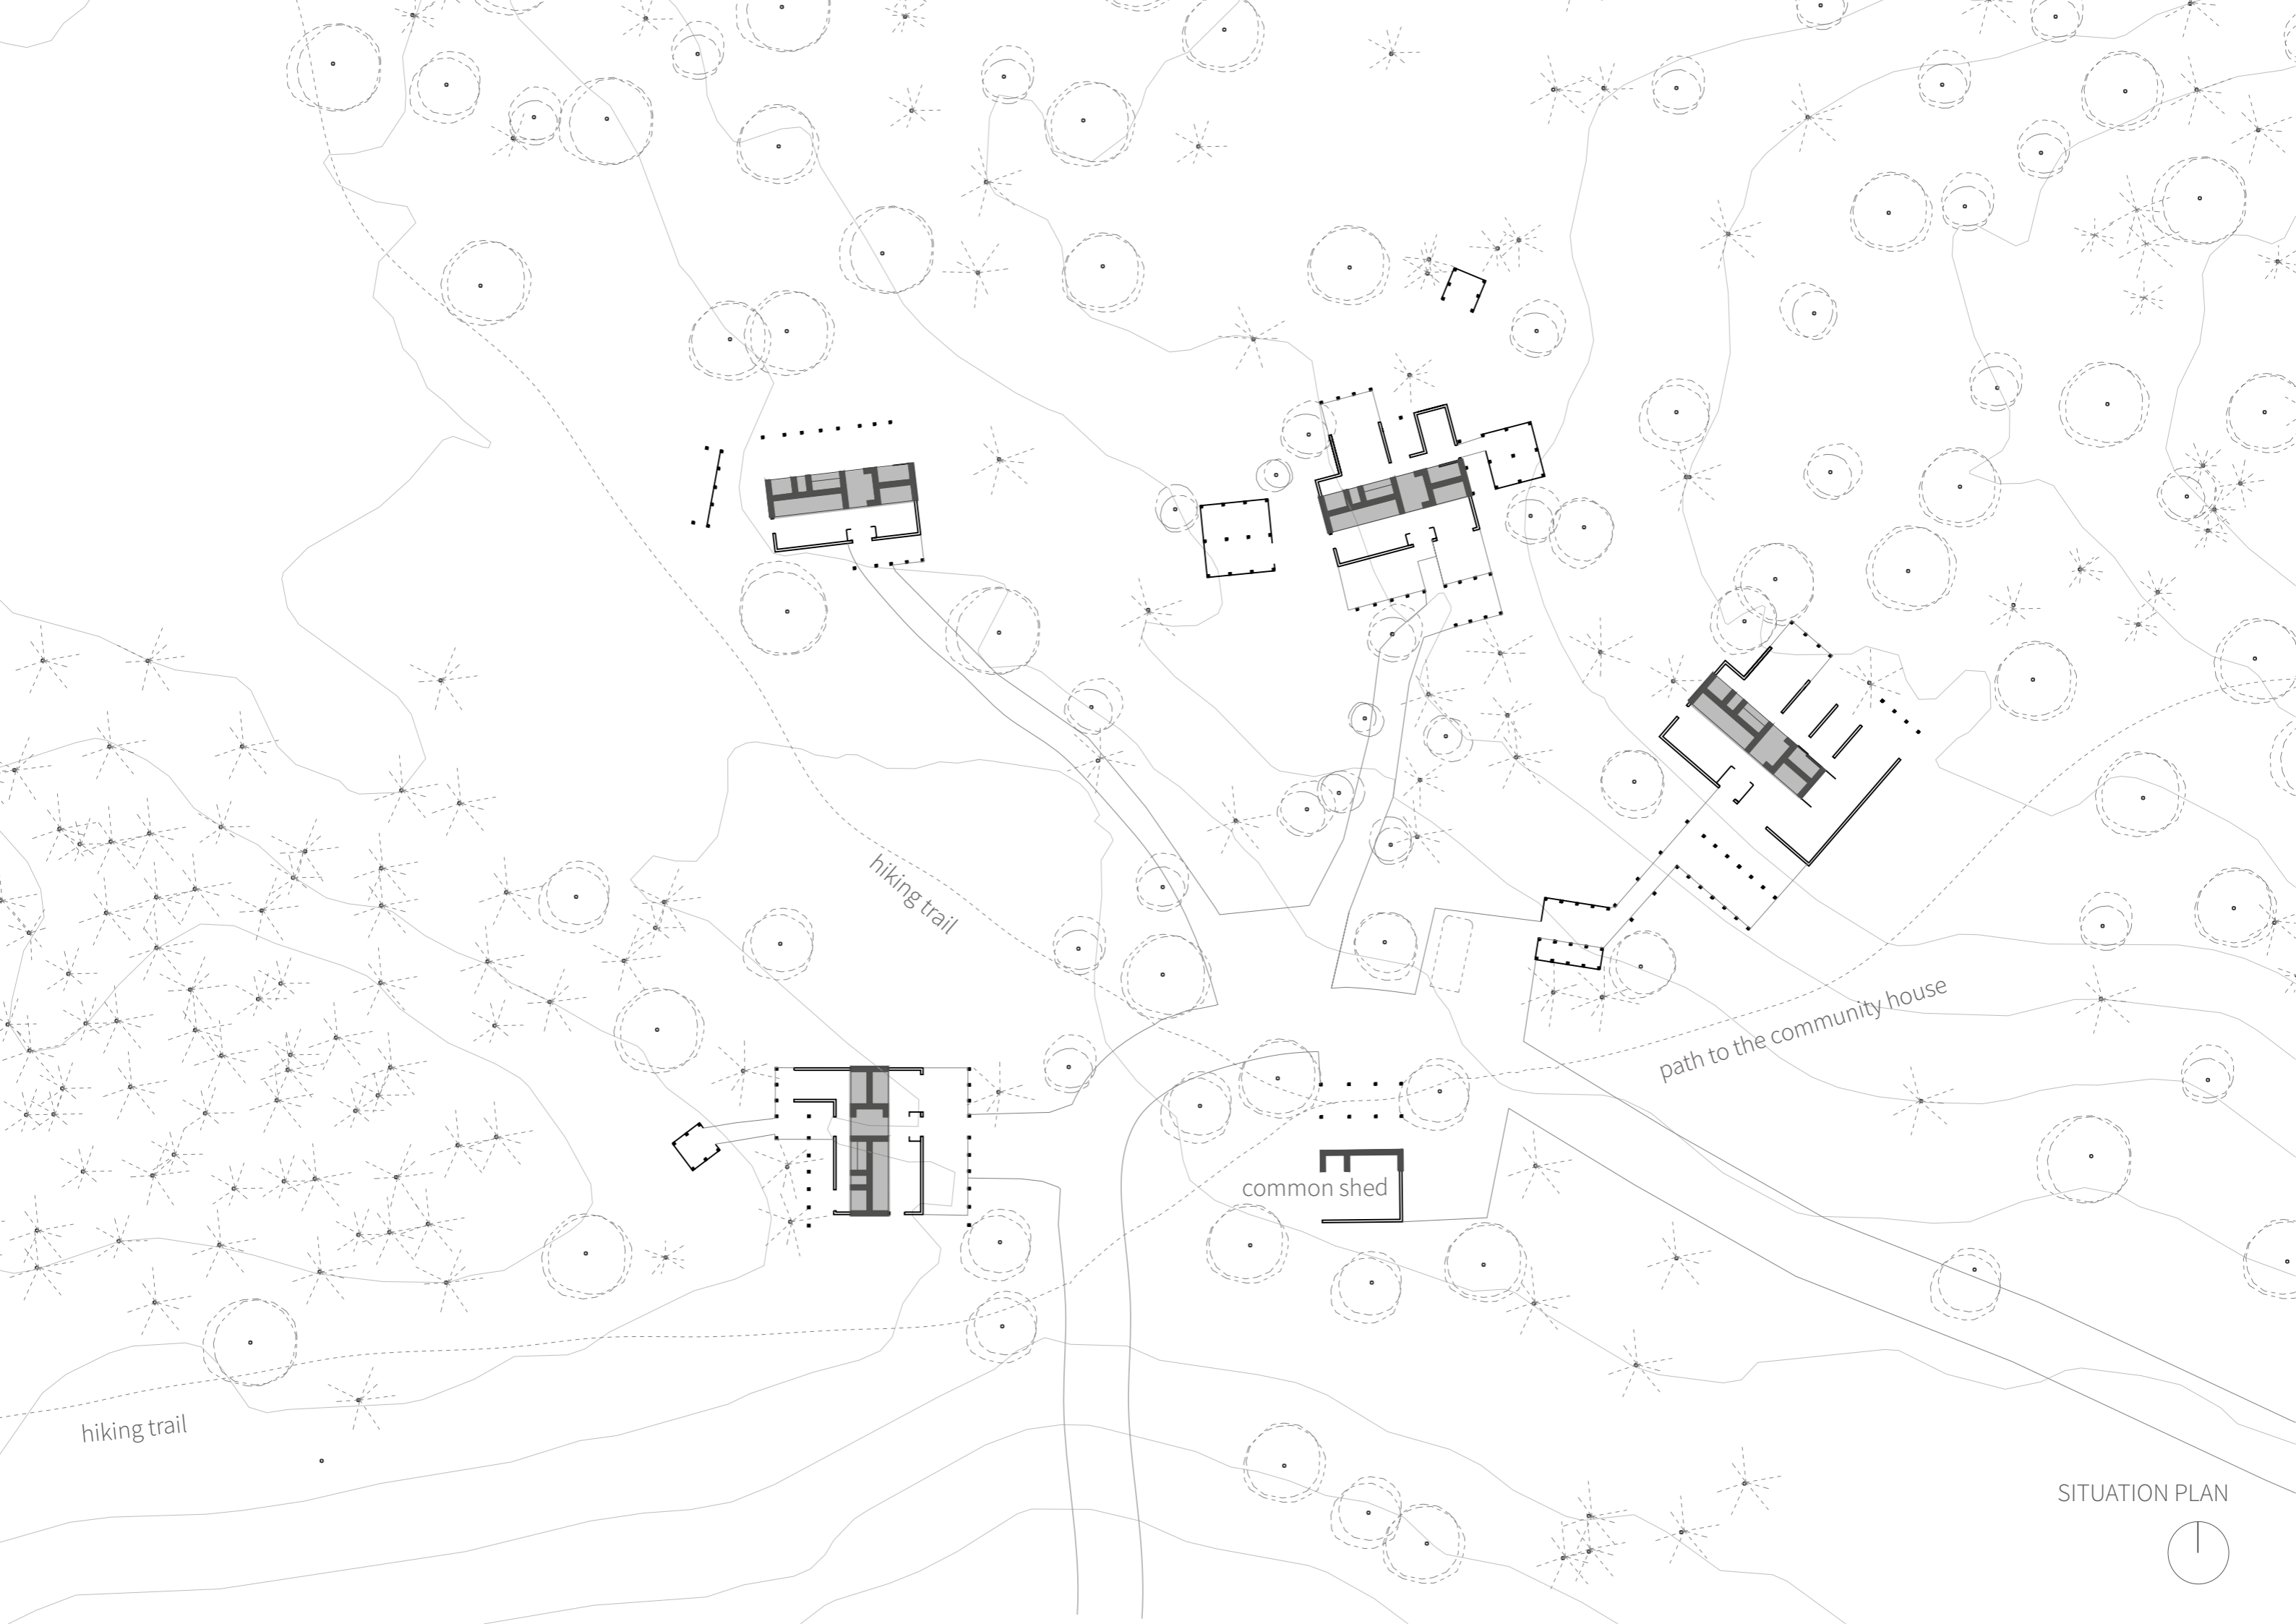 hiking trail
path to the community house
common shed
hiking trail
SITUATION PLAN